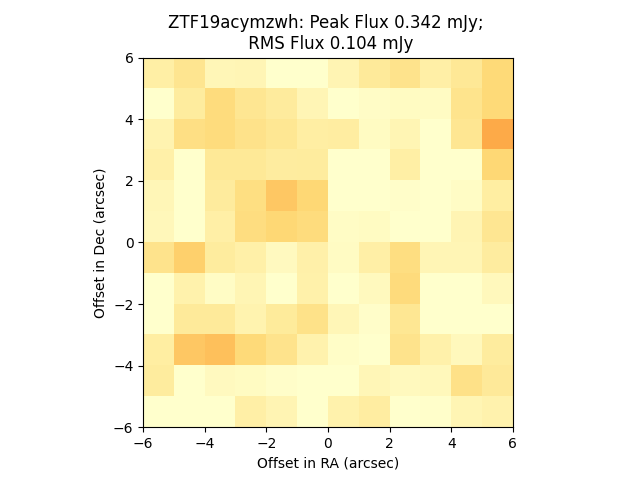 ZTF19acymzwh: Peak Flux 0.342 mJy;
RMS Flux 0.104 mJy
6
4
2
0
−2
−4
−6
Offset in Dec (arcsec)
−6 −4 −2 0 2 4 6
Offset in RA (arcsec)